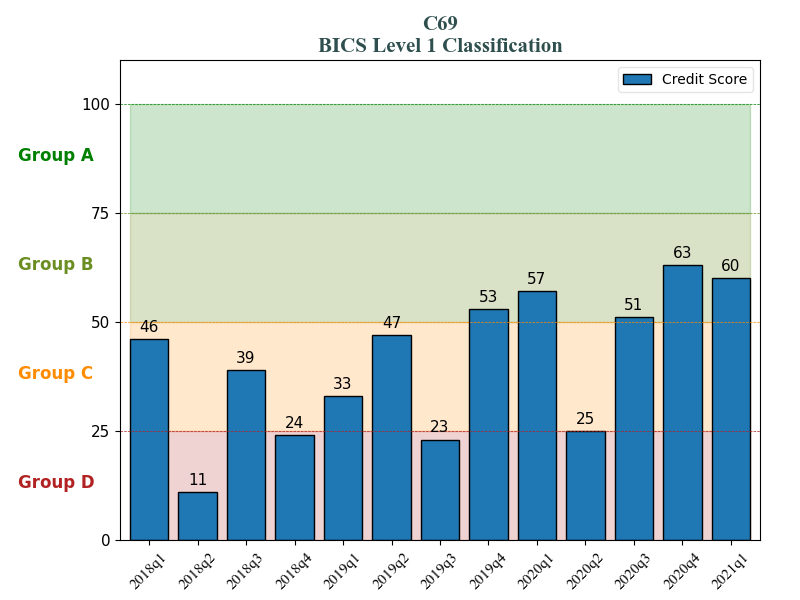 C69
BICS Level 1 Classification
Credit Score
100
Group A
75
Group B
50
Group C
25
Group D
0
46
11
39
24
33
47
23
53
57
25
51
63
60
2018q1
2018q2
2018q3
2018q4
2019q1
2019q2
2019q3
2019q4
2020q1
2020q2
2020q3
2020q4
2021q1